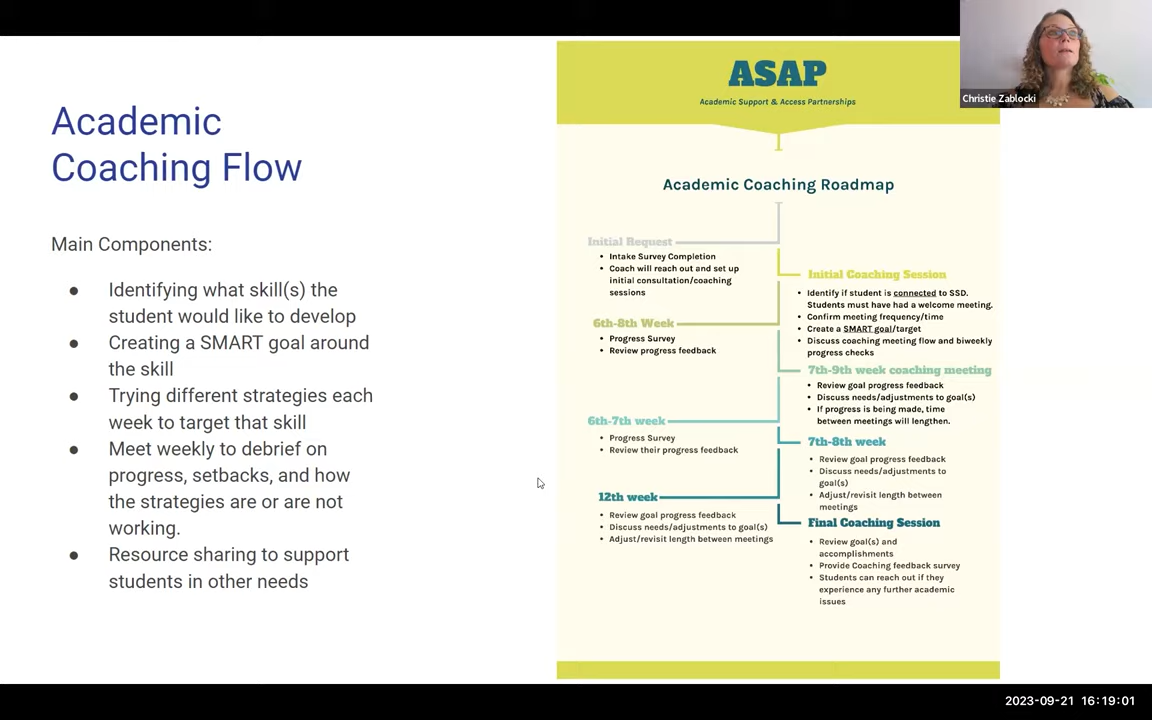 Academic
Coaching Flow
Main Components:
● Identifying what skill(s) the
student would like to develop
● Creating a SMART goal around
the skill
● Trying different strategies each
week to target that skill
● Meet weekly to debrief on
progress, setbacks, and how
the strategies are or are not
working.
● Resource sharing to support
students in other needs
ASAP
Academic Support & Access Partnerships
Academic Coaching Roadmap
Initial Request
• Intake Survey Completion
• Coach will reach out and set up
initial consultation/coaching
sessions
Initial Coaching Session
• Identify if student is connected to SSD.
Students must have had a welcome meeting.
• Confirm meeting frequency/time
• Create a SMART goal/target
• Discuss coaching meeting flow and biweekly
progress checks
6th-8th Week
• Progress Survey
• Review progress feedback
7th-9th week coaching meeting
• Review goal progress feedback
• Discuss needs/adjustments to goal(s)
• If progress is being made, time
between meetings will lengthen.
6th-7th week
• Progress Survey
• Review their progress feedback
7th-8th week
• Review goal progress feedback
• Discuss needs/adjustments to
goal(s)
• Adjust/revisit length between
meetings
12th week
• Review goal progress feedback
• Discuss needs/adjustments to goal(s)
• Adjust/revisit length between meetings
Final Coaching Session
• Review goal(s) and
accomplishments
• Provide Coaching feedback survey
• Students can reach out if they
experience any further academic
issues
Christie Zablocki
2023-09-21 16:19:01